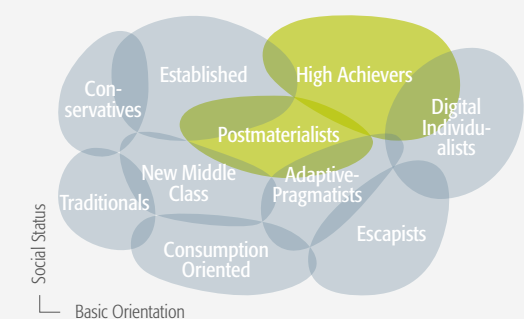 Established
High Achievers
Con-
servatives
Digital
Individu-
alists
Postmaterialists
New Middle
Class
Adaptive-
Pragmatists
Traditionals
Escapists
Consumption
Oriented
Social Status
Basic Orientation